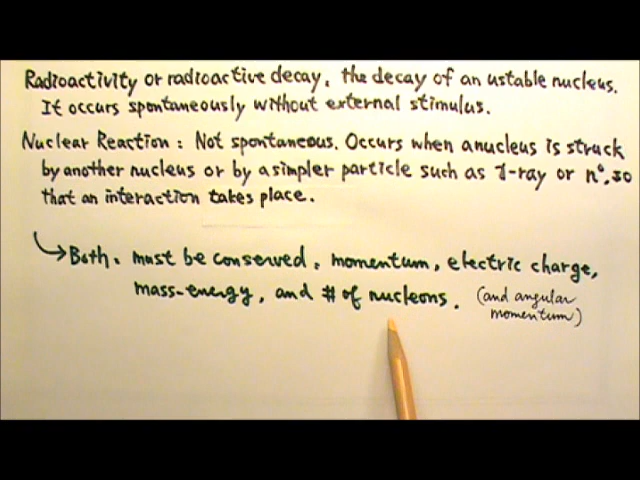 Radioactivity or radioactive decay, the decay of an ustable nucleus.
It occurs spontaneously without external stimulus.
Nuclear Reaction : Not spontaneous. Occurs when a nucleus is struck
by another nucleus or by a simpler particle such as γ-ray or n⁰, so
that an interaction takes place.
Both, must be conserved, momentum, electric charge,
mass-energy, and # of nucleons. (and angular
momentum)